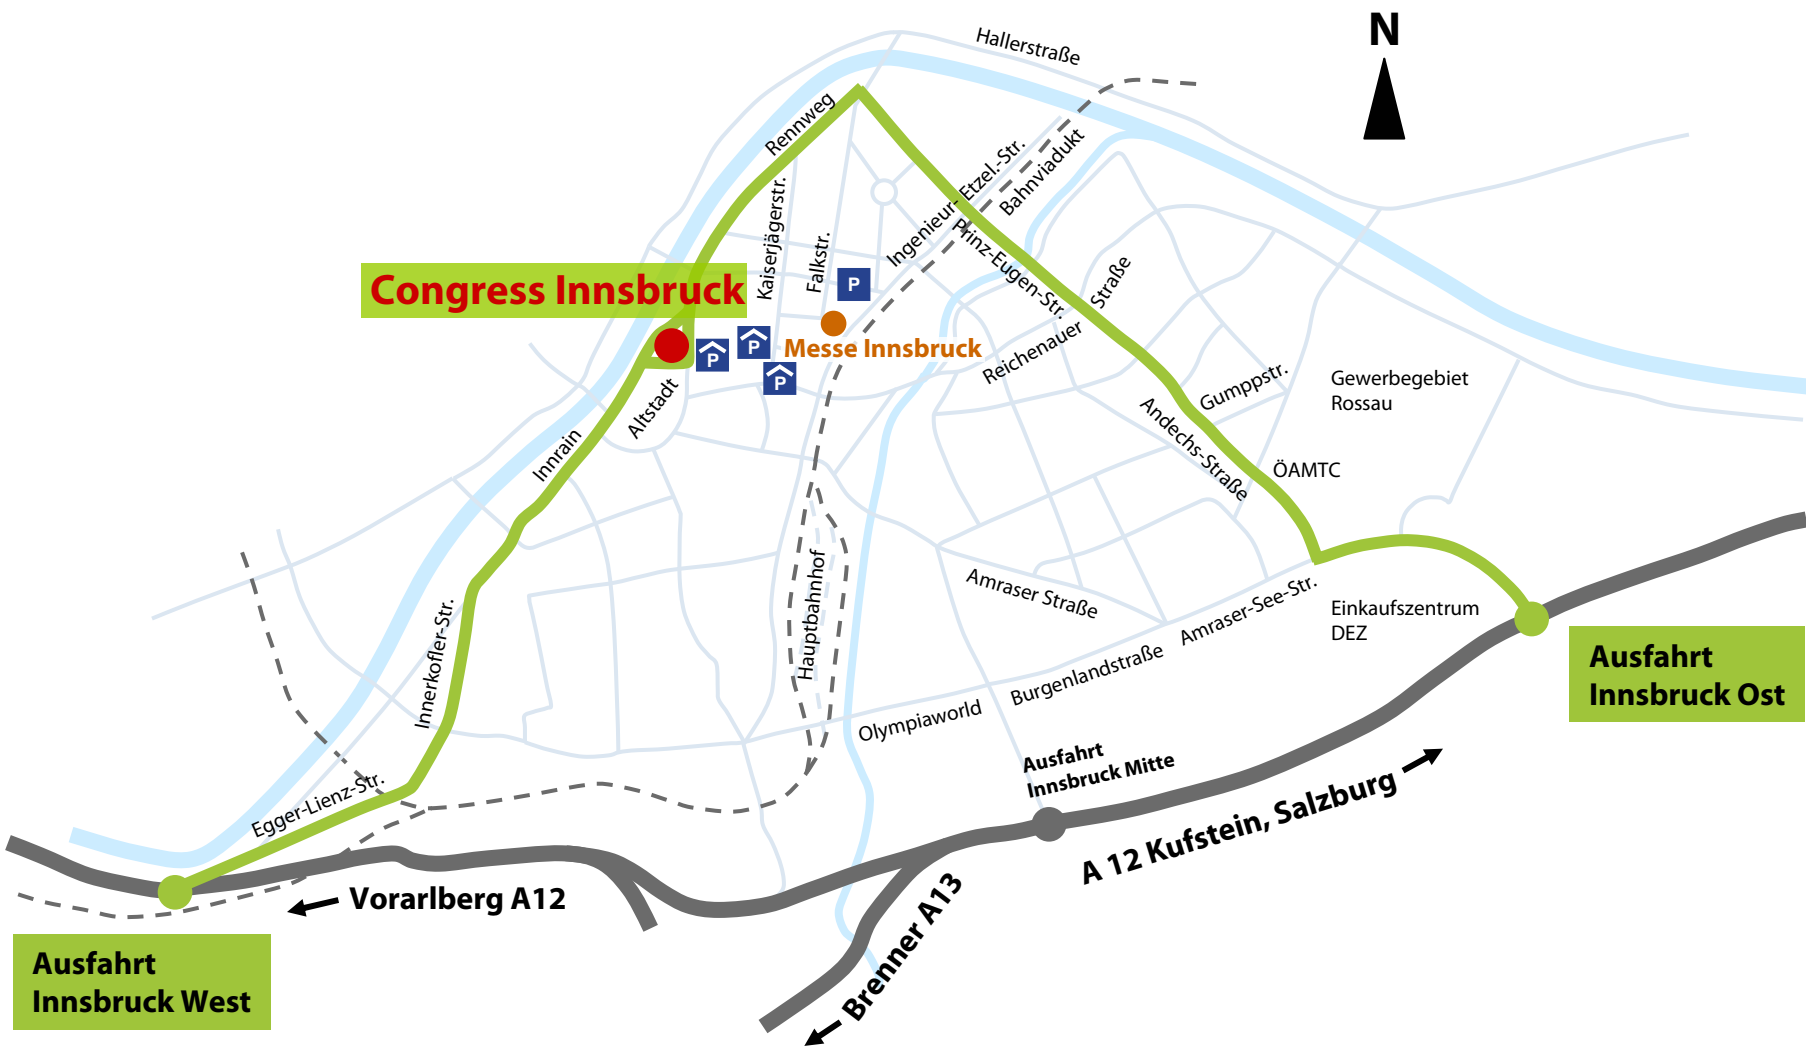 N
Hallerstraße
Rennweg
Kaiserjägerstr.
Falkstr.
Ingenieur-Etzel.-Str.
Bahnviadukt
Prinz-Eugen-Str.
Congress Innsbruck
P
P
P
P
Messe Innsbruck
Reichenauer
Straße
Altstadt
Innrain
Gumppstr.
Andechs-Straße
Gewerbegebiet
Rossau
ÖAMTC
Hauptbahnhof
Amraser Straße
Amraser-See-Str.
Einkaufszentrum
DEZ
Innerkofler-Str.
Burgenlandstraße
Olympiaworld
Ausfahrt
Innsbruck Ost
Ausfahrt
Innsbruck Mitte
Egger-Lienz-Str.
A 12 Kufstein, Salzburg
Vorarlberg A12
Brenner A13
Ausfahrt
Innsbruck West